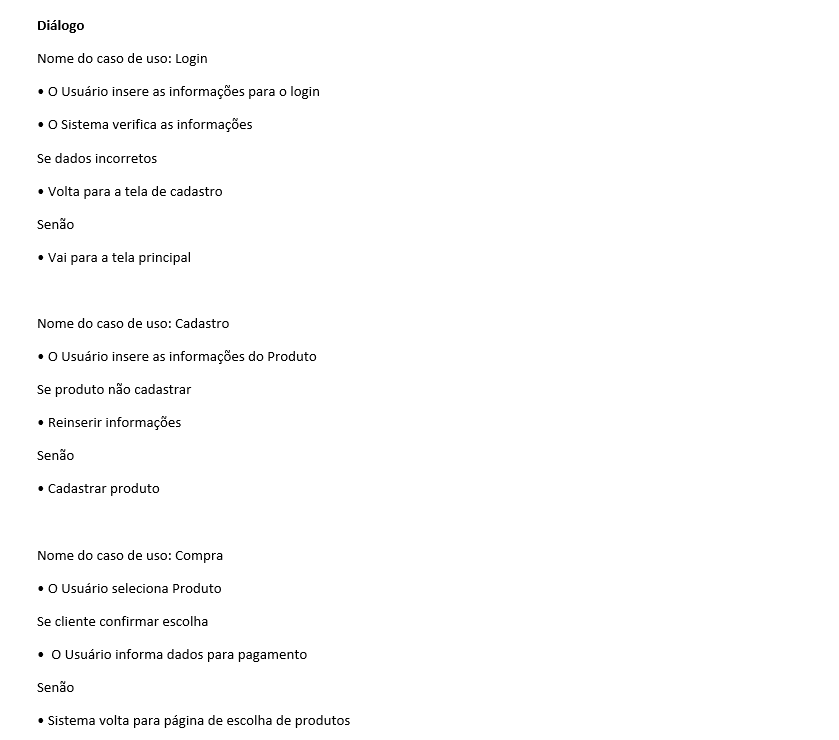 Diálogo
Nome do caso de uso: Login
• O Usuário insere as informações para o login
• O Sistema verifica as informações
Se dados incorretos
• Volta para a tela de cadastro
Senão
• Vai para a tela principal
Nome do caso de uso: Cadastro
• O Usuário insere as informações do Produto
Se produto não cadastrar
• Reinserir informações
Senão
• Cadastrar produto
Nome do caso de uso: Compra
• O Usuário seleciona Produto
Se cliente confirmar escolha
• O Usuário informa dados para pagamento
Senão
• Sistema volta para página de escolha de produtos